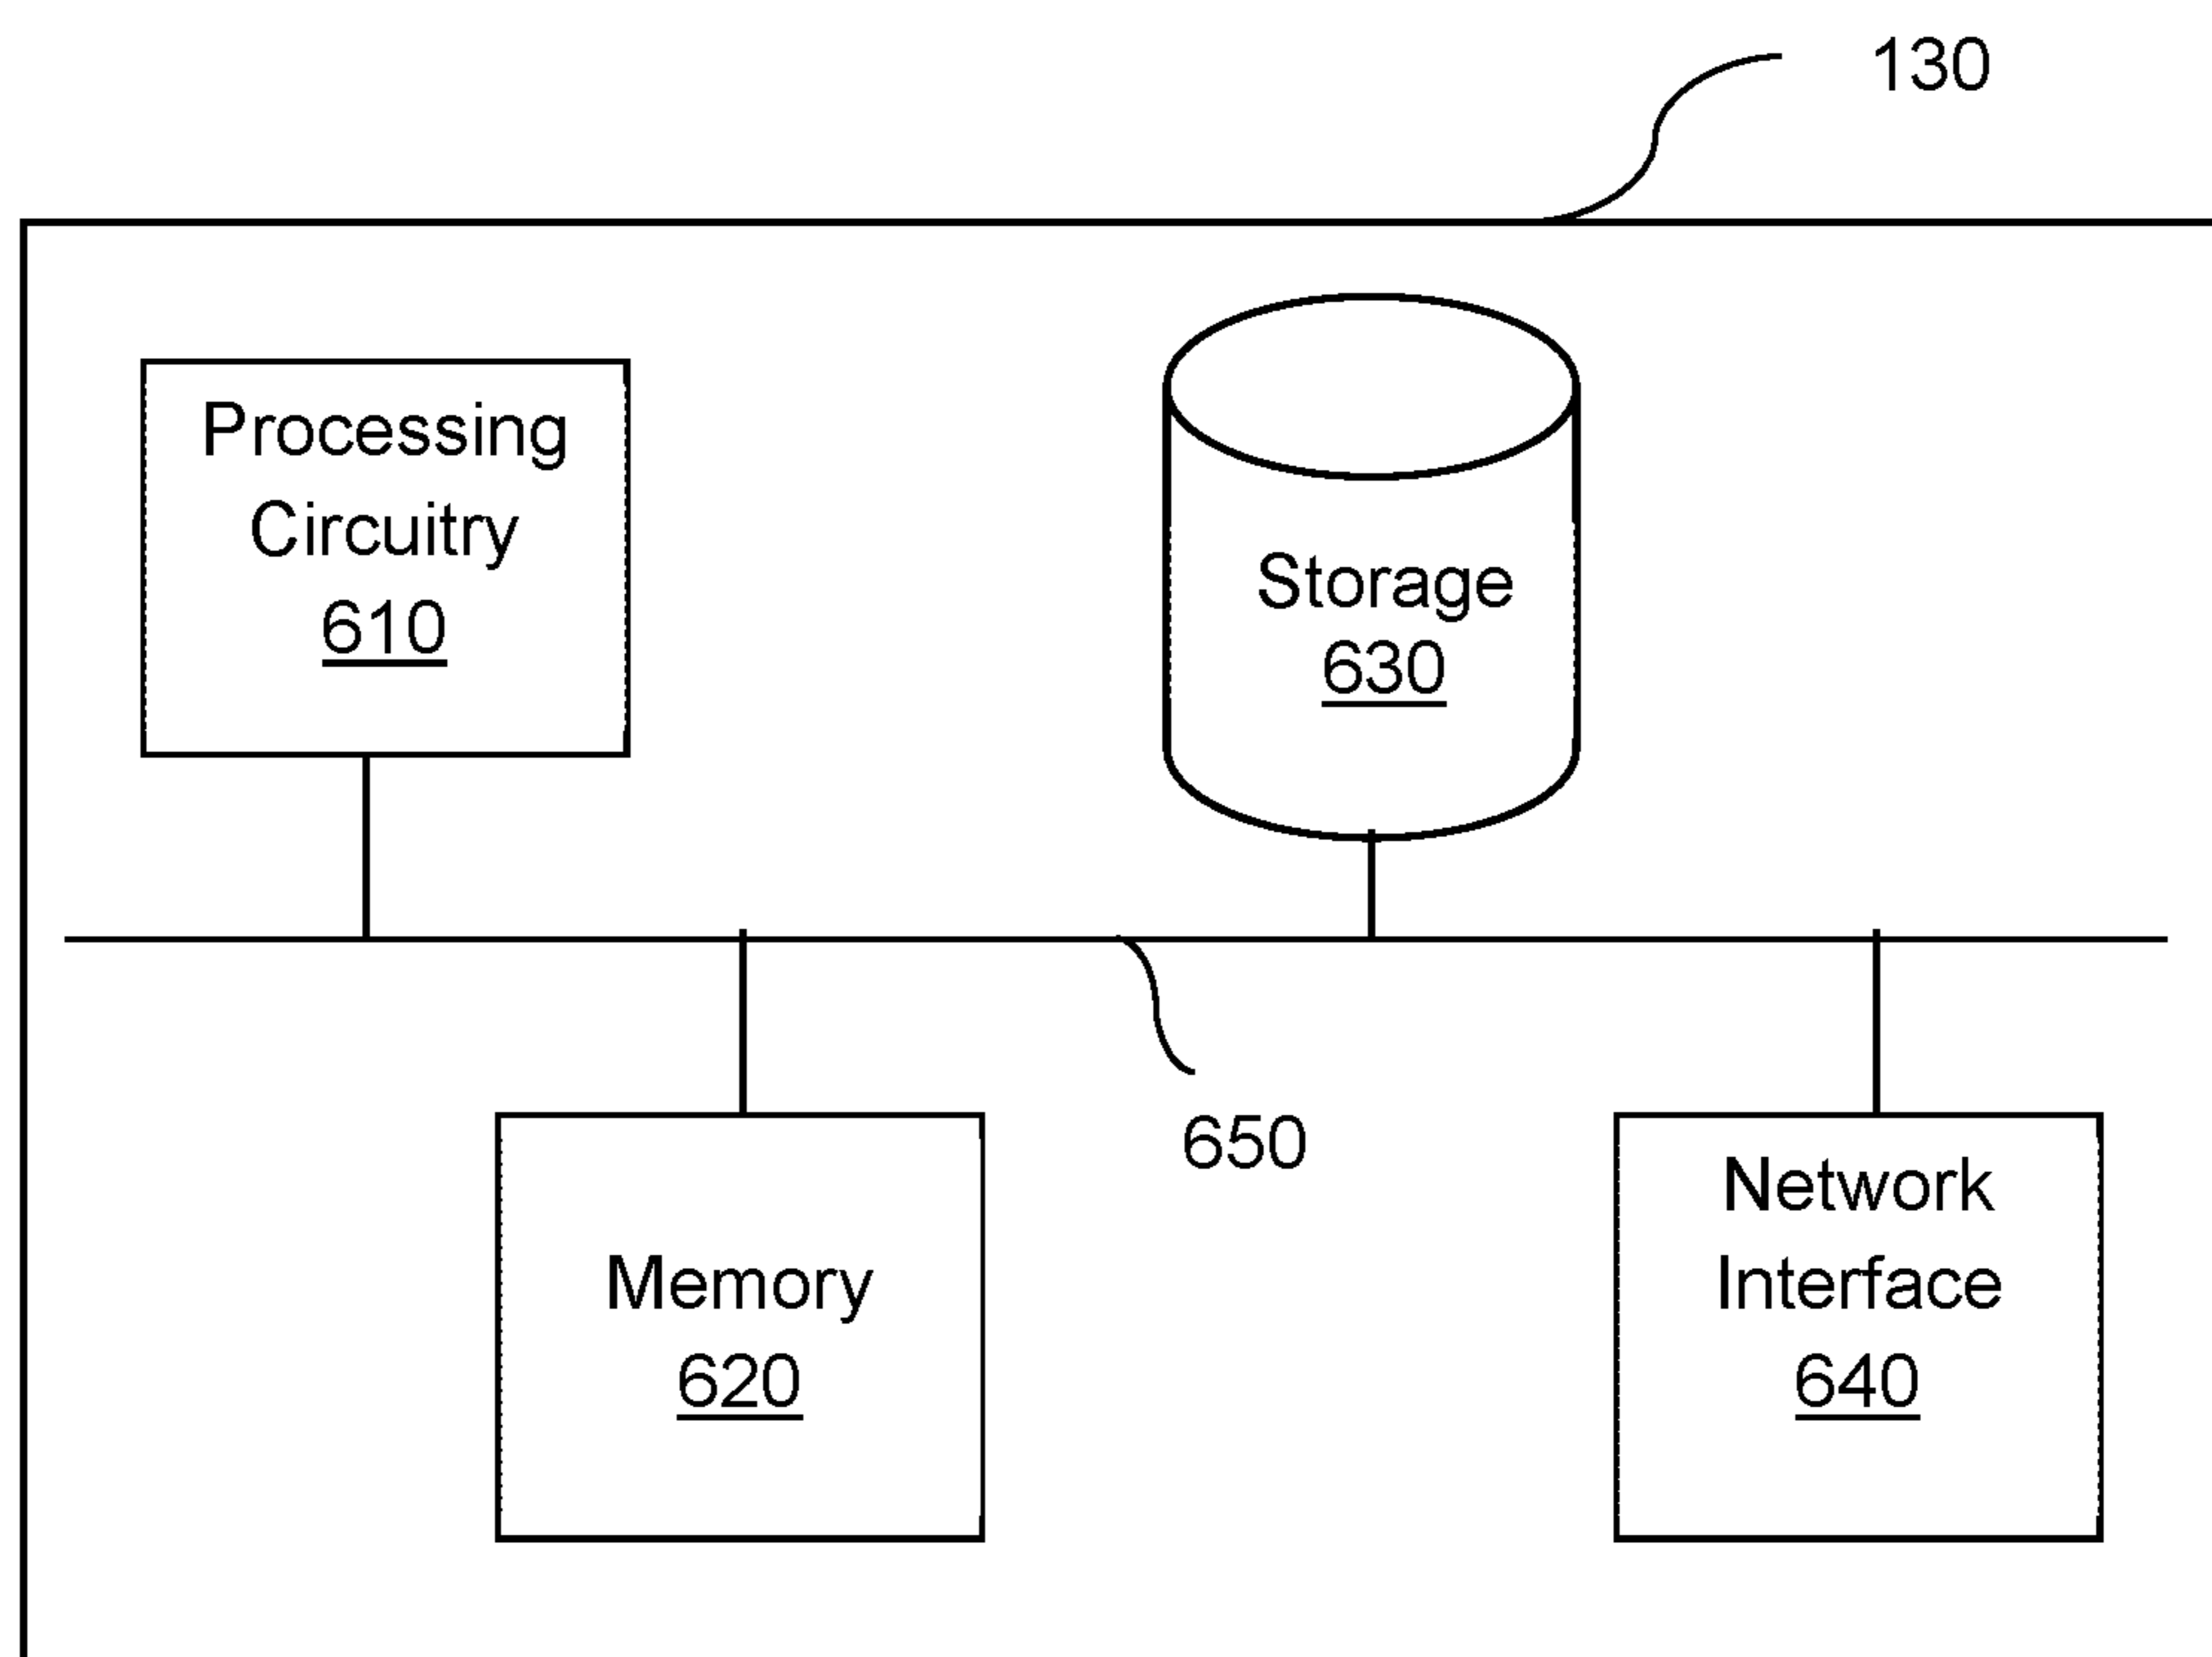 130
Processing
Circuitry
610
Storage
630
650
Memory
620
Network
Interface
640